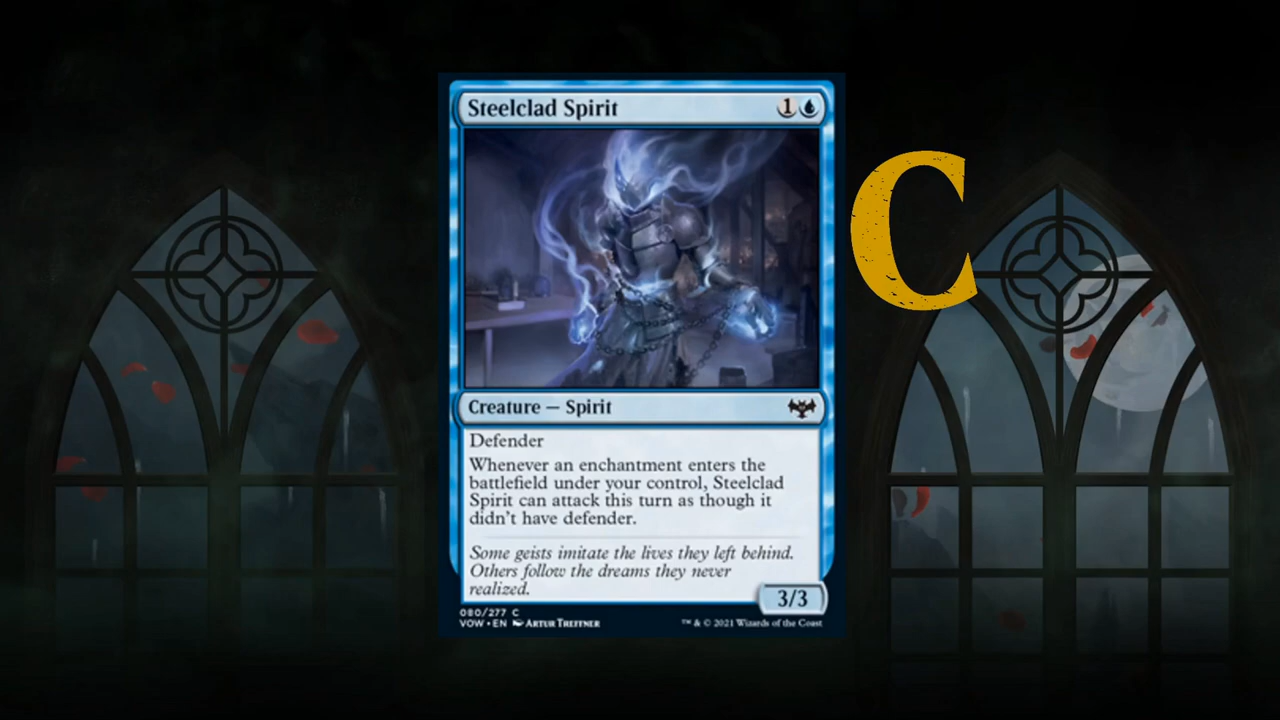 Steelclad Spirit 1
C
Creature — Spirit
Defender
Whenever an enchantment enters the
battlefield under your control, Steelclad
Spirit can attack this turn as though it
didn't have defender.
Some geists imitate the lives they left behind.
Others follow the dreams they never
realized.
3/3
080/277 C
VOW • EN Artur Treffner
™ & © 2021 Wizards of the Coast